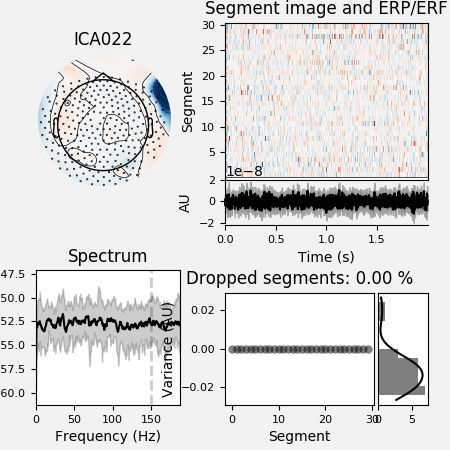 ICA022
Segment image and ERP/ERF
Segment
30
25
20
15
10
5
1e−8
AU
2
0
−2
0.0 0.5 1.0 1.5
Time (s)
Spectrum
47.5
50.0
52.5
55.0
57.5
60.0
0 50 100 150
Frequency (Hz)
Dropped segments: 0.00 %
Variance (AU)
0.02
0.00
−0.02
0 10 20 30
Segment
0 5